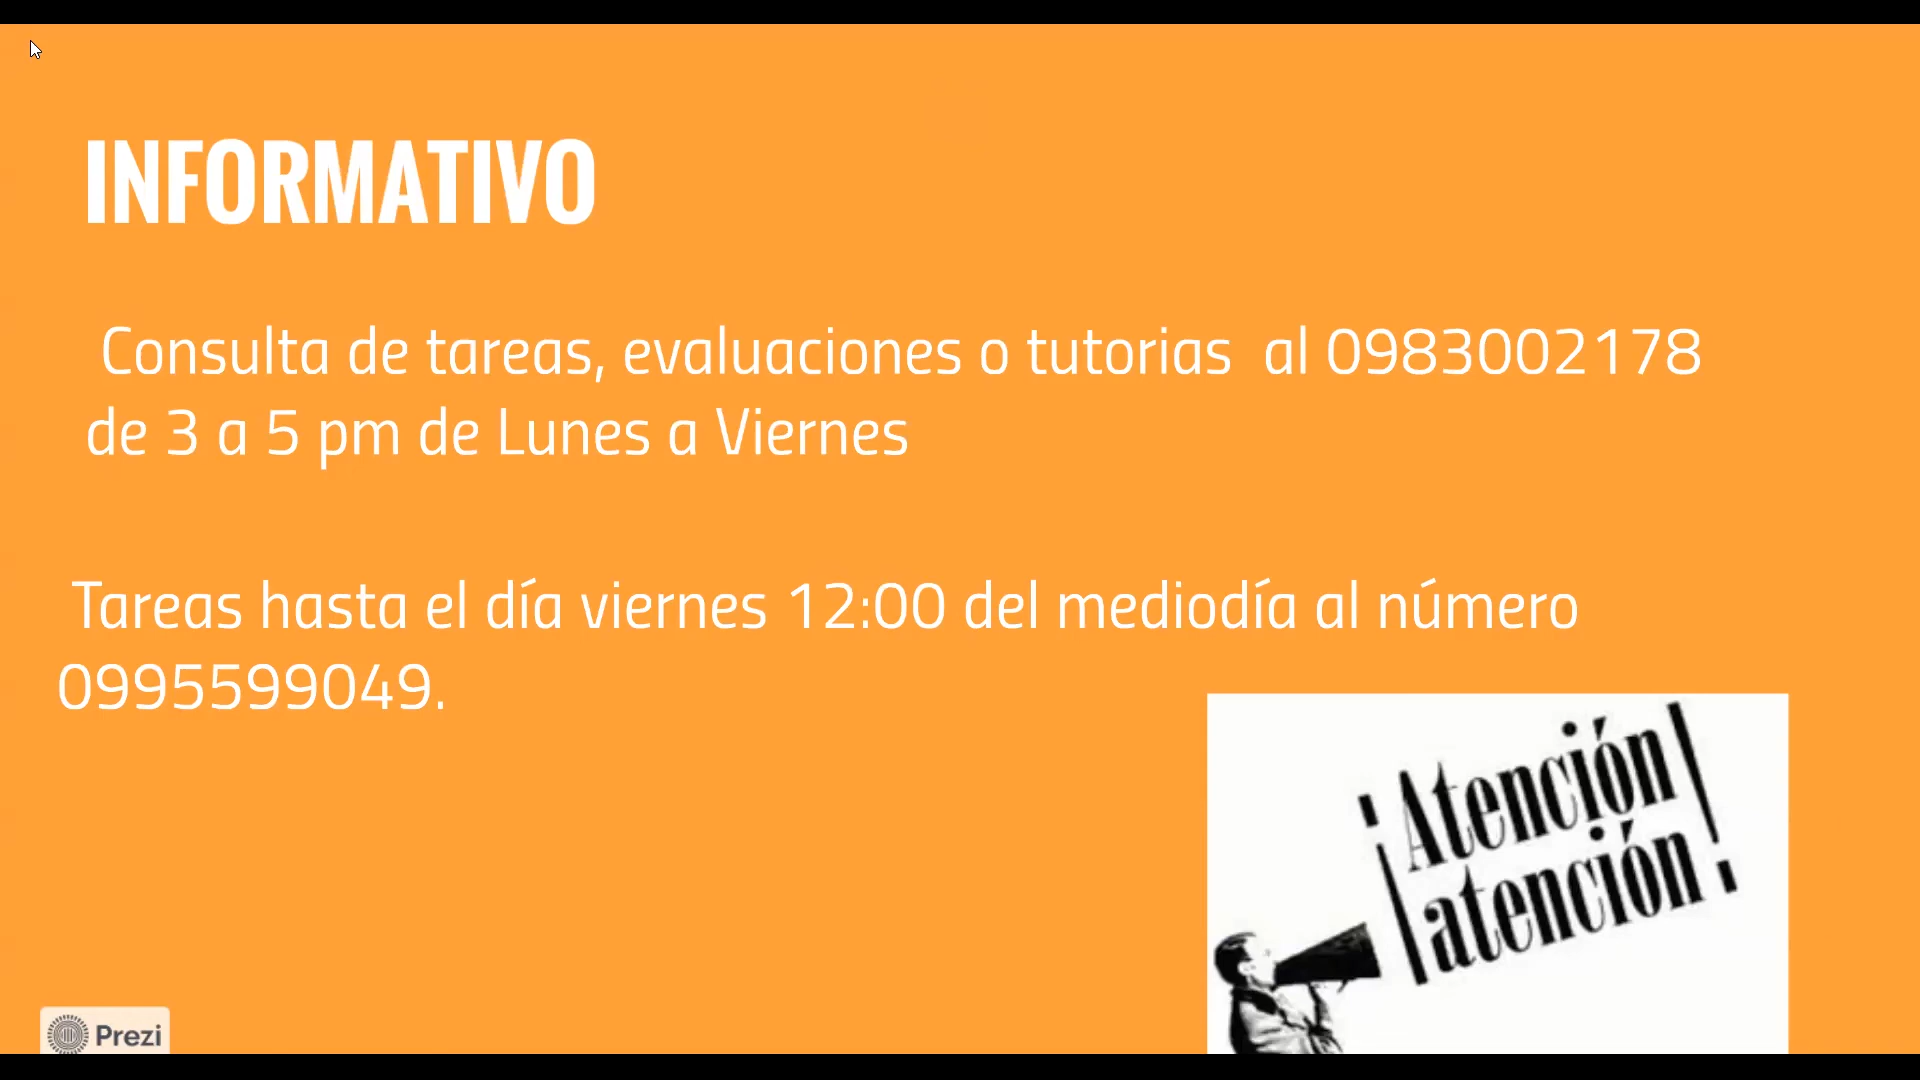 INFORMATIVO
Consulta de tareas, evaluaciones o tutorias al 0983002178
de 3 a 5 pm de Lunes a Viernes
Tareas hasta el día viernes 12:00 del mediodía al número
0995599049.
¡Atención
atención!
Prezi